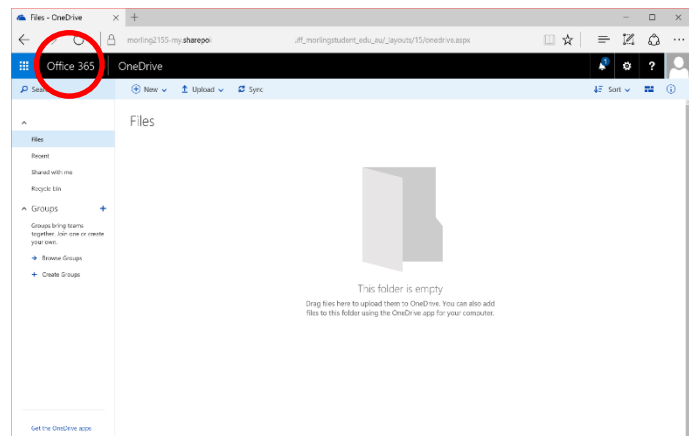 Files - OneDrive
morling2155-my.sharepoi .uff_morlingstudent_edu_au/_layouts/15/onedrive.aspx
Office 365 OneDrive ?
New Upload Sync Sort
Files
Files
Recent
Shared with me
Recycle bin
Groups +
Groups bring teams
together. Join one or create
your own.
Browse Groups
+ Create Groups
This folder is empty
Drag files here to upload them to OneDrive. You can also add
files to this folder using the OneDrive app for your computer.
Get the OneDrive apps